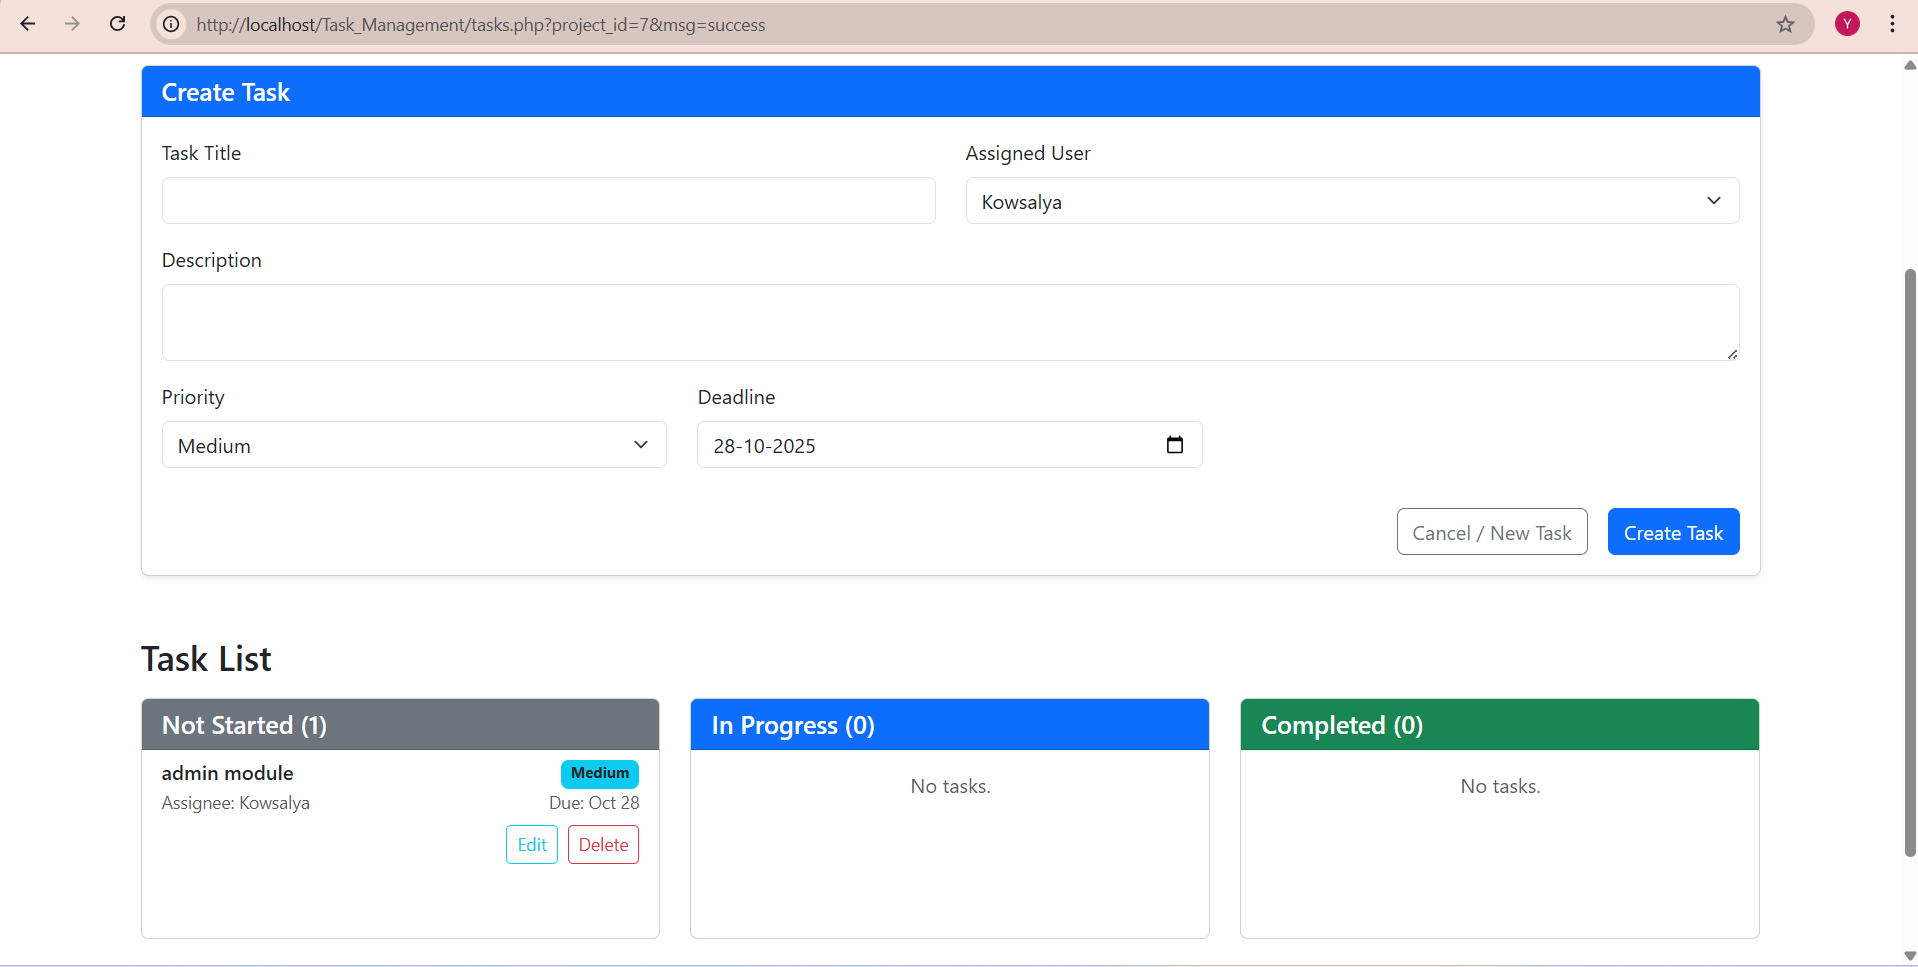 http://localhost/Task_Management/tasks.php?project_id=7&msg=success
Y
Create Task
Task Title
Assigned User
Kowsalya
Description
Priority
Deadline
Medium
28-10-2025
Cancel / New Task
Create Task
Task List
Not Started (1)
admin module
Medium
Assignee: Kowsalya
Due: Oct 28
Edit
Delete
In Progress (0)
No tasks.
Completed (0)
No tasks.